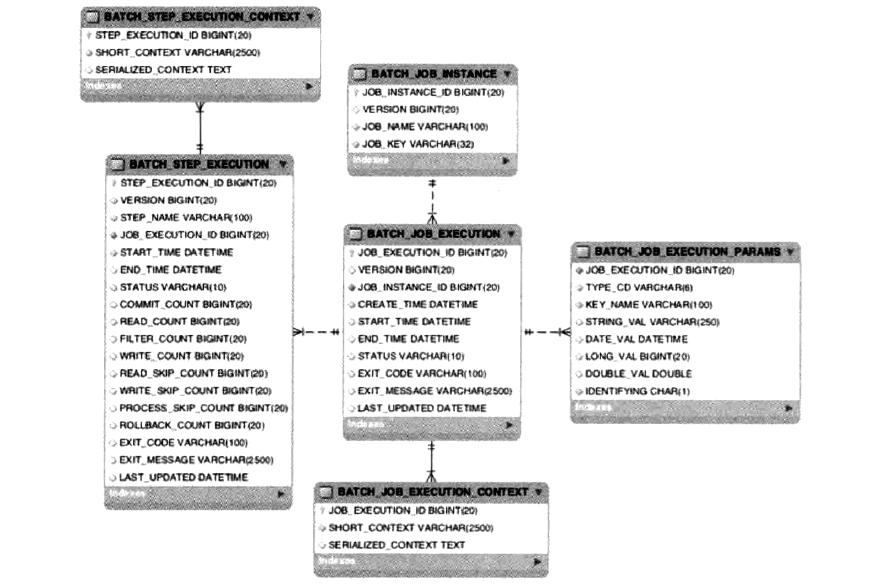 BATCH_STEP_EXECUTION_CONTEXT
STEP_EXECUTION_ID BIGINT(20)
SHORT_CONTEXT VARCHAR(2500)
SERIALIZED_CONTEXT TEXT
Indexes
BATCH_JOB_INSTANCE
JOB_INSTANCE_ID BIGINT(20)
VERSION BIGINT(20)
JOB_NAME VARCHAR(100)
JOB_KEY VARCHAR(32)
Indexes
BATCH_STEP_EXECUTION
STEP_EXECUTION_ID BIGINT(20)
VERSION BIGINT(20)
STEP_NAME VARCHAR(100)
JOB_EXECUTION_ID BIGINT(20)
START_TIME DATETIME
END_TIME DATETIME
STATUS VARCHAR(10)
COMMIT_COUNT BIGINT(20)
READ_COUNT BIGINT(20)
FILTER_COUNT BIGINT(20)
WRITE_COUNT BIGINT(20)
READ_SKIP_COUNT BIGINT(20)
WRITE_SKIP_COUNT BIGINT(20)
PROCESS_SKIP_COUNT BIGINT(20)
ROLLBACK_COUNT BIGINT(20)
EXIT_CODE VARCHAR(100)
EXIT_MESSAGE VARCHAR(2500)
LAST_UPDATED DATETIME
Indexes
BATCH_JOB_EXECUTION
JOB_EXECUTION_ID BIGINT(20)
VERSION BIGINT(20)
JOB_INSTANCE_ID BIGINT(20)
CREATE_TIME DATETIME
START_TIME DATETIME
END_TIME DATETIME
STATUS VARCHAR(10)
EXIT_CODE VARCHAR(100)
EXIT_MESSAGE VARCHAR(2500)
LAST_UPDATED DATETIME
Indexes
BATCH_JOB_EXECUTION_PARAMS
JOB_EXECUTION_ID BIGINT(20)
TYPE_CD VARCHAR(6)
KEY_NAME VARCHAR(100)
STRING_VAL VARCHAR(250)
DATE_VAL DATETIME
LONG_VAL BIGINT(20)
DOUBLE_VAL DOUBLE
IDENTIFYING CHAR(1)
Indexes
BATCH_JOB_EXECUTION_CONTEXT
JOB_EXECUTION_ID BIGINT(20)
SHORT_CONTEXT VARCHAR(2500)
SERIALIZED_CONTEXT TEXT
Indexes